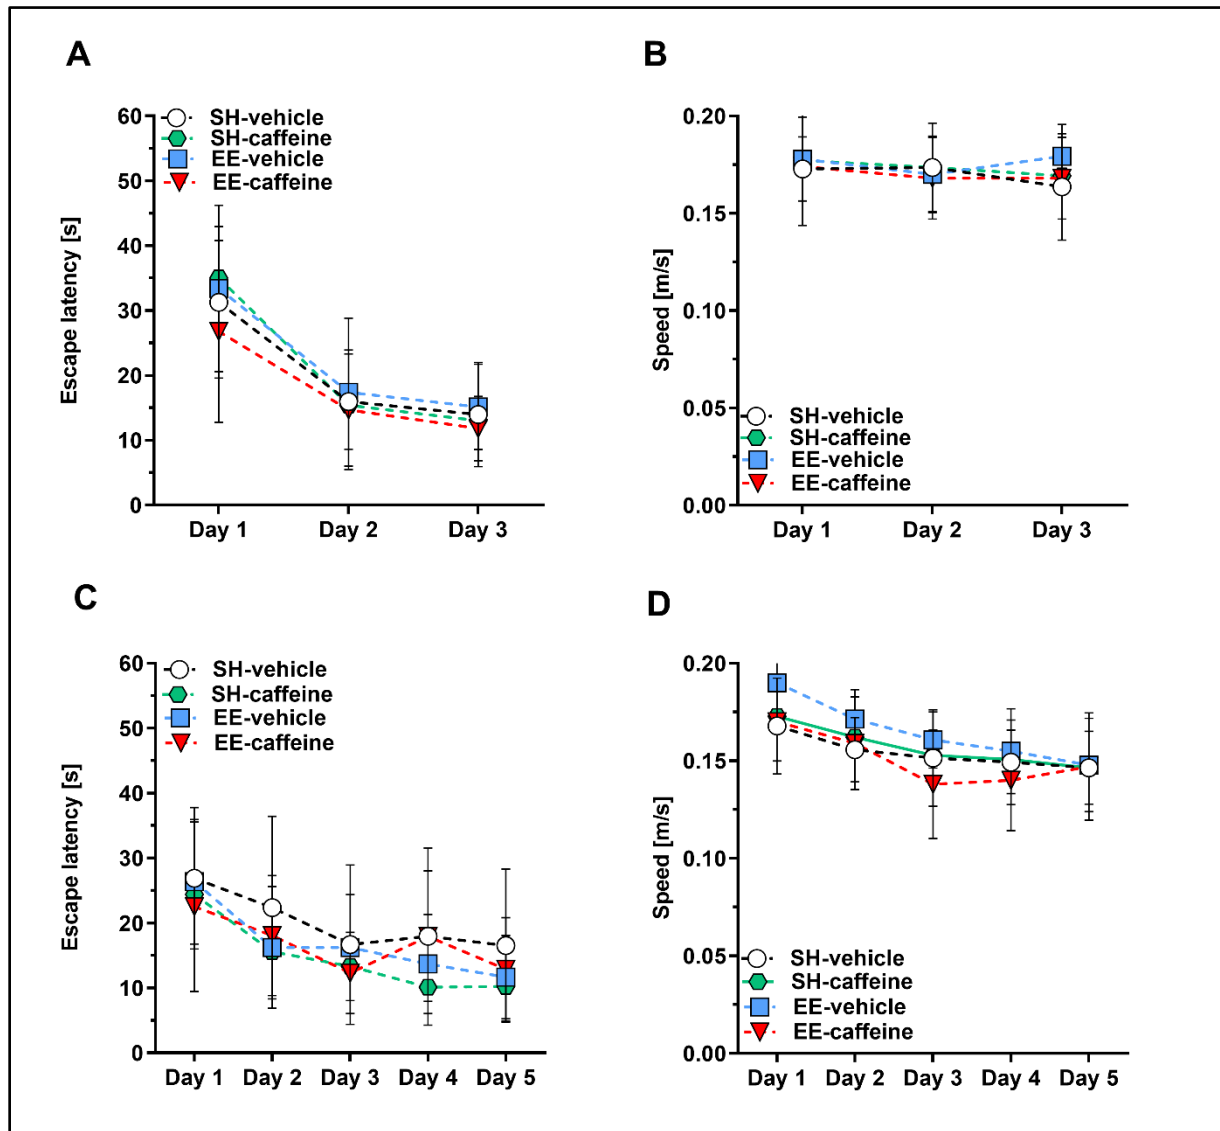 A
60
50
40
30
20
10
0
Escape latency [s]
SH-vehicle
SH-caffeine
EE-vehicle
EE-caffeine
Day 1 Day 2 Day 3
B
0.20
0.15
0.10
0.05
0.00
Speed [m/s]
SH-vehicle
SH-caffeine
EE-vehicle
EE-caffeine
Day 1 Day 2 Day 3
C
60
50
40
30
20
10
0
Escape latency [s]
SH-vehicle
SH-caffeine
EE-vehicle
EE-caffeine
Day 1 Day 2 Day 3 Day 4 Day 5
D
0.20
0.15
0.10
0.05
0.00
Speed [m/s]
SH-vehicle
SH-caffeine
EE-vehicle
EE-caffeine
Day 1 Day 2 Day 3 Day 4 Day 5